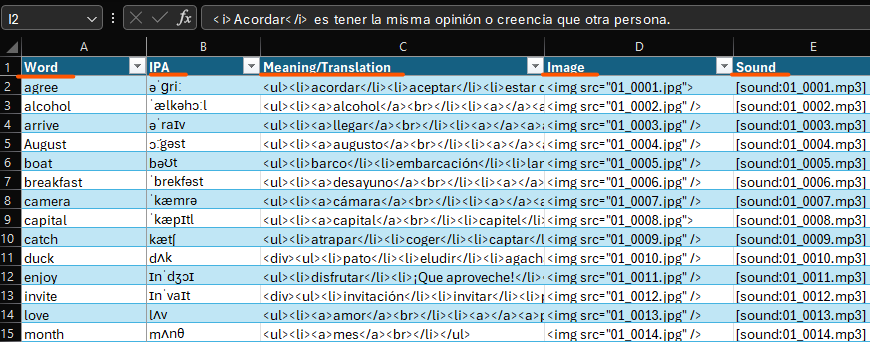 I2 fx <i>Acordar</i> es tener la misma opinión o creencia que otra persona.
A B C D E
1 Word IPA Meaning/Translation Image Sound
2 agree əˈɡriː <ul><li>acordar</li><li>aceptar</li><li>estar d <img src="01_0001.jpg"> [sound:01_0001.mp3]
3 alcohol ˈælkəhɔːl <ul><li><a>alcohol</a><br></li><li><a></a><a <img src="01_0002.jpg" /> [sound:01_0002.mp3]
4 arrive əˈraɪv <ul><li><a>llegar</a><br></li><li><a></a><a>a <img src="01_0003.jpg" /> [sound:01_0003.mp3]
5 August ɔːɡəst <ul><li><a>augusto</a><br></li><li><a></a><a <img src="01_0004.jpg" /> [sound:01_0004.mp3]
6 boat bəʊt <ul><li>barco</li><li>embarcación</li><li>lan <img src="01_0005.jpg" /> [sound:01_0005.mp3]
7 breakfast ˈbrekfəst <ul><li><a>desayuno</a><br></li><li><a></a> <img src="01_0006.jpg" /> [sound:01_0006.mp3]
8 camera ˈkæmrə <ul><li><a>cámara</a><br></li><li><a></a><a> <img src="01_0007.jpg" /> [sound:01_0007.mp3]
9 capital ˈkæpɪtl <ul><li><a>capital</a><br></li><li>capitel</li> <img src="01_0008.jpg"> [sound:01_0008.mp3]
10 catch kætʃ <ul><li>atrapar</li><li>coger</li><li>captar</l <img src="01_0009.jpg" /> [sound:01_0009.mp3]
11 duck dʌk <div><ul><li>pato</li><li>eludir</li><li>agach <img src="01_0010.jpg" /> [sound:01_0010.mp3]
12 enjoy ɪnˈdʒɔɪ <ul><li>disfrutar</li><li>¡Que aproveche!</li> <img src="01_0011.jpg" /> [sound:01_0011.mp3]
13 invite ɪnˈvaɪt <div><ul><li>invitación</li><li>invitar</li><li>p <img src="01_0012.jpg" /> [sound:01_0012.mp3]
14 love lʌv <ul><li><a>amor</a><br></li><li><a></a><a>p <img src="01_0013.jpg" /> [sound:01_0013.mp3]
15 month mʌnθ <ul><li><a>mes</a><br></li></ul> <img src="01_0014.jpg" /> [sound:01_0014.mp3]